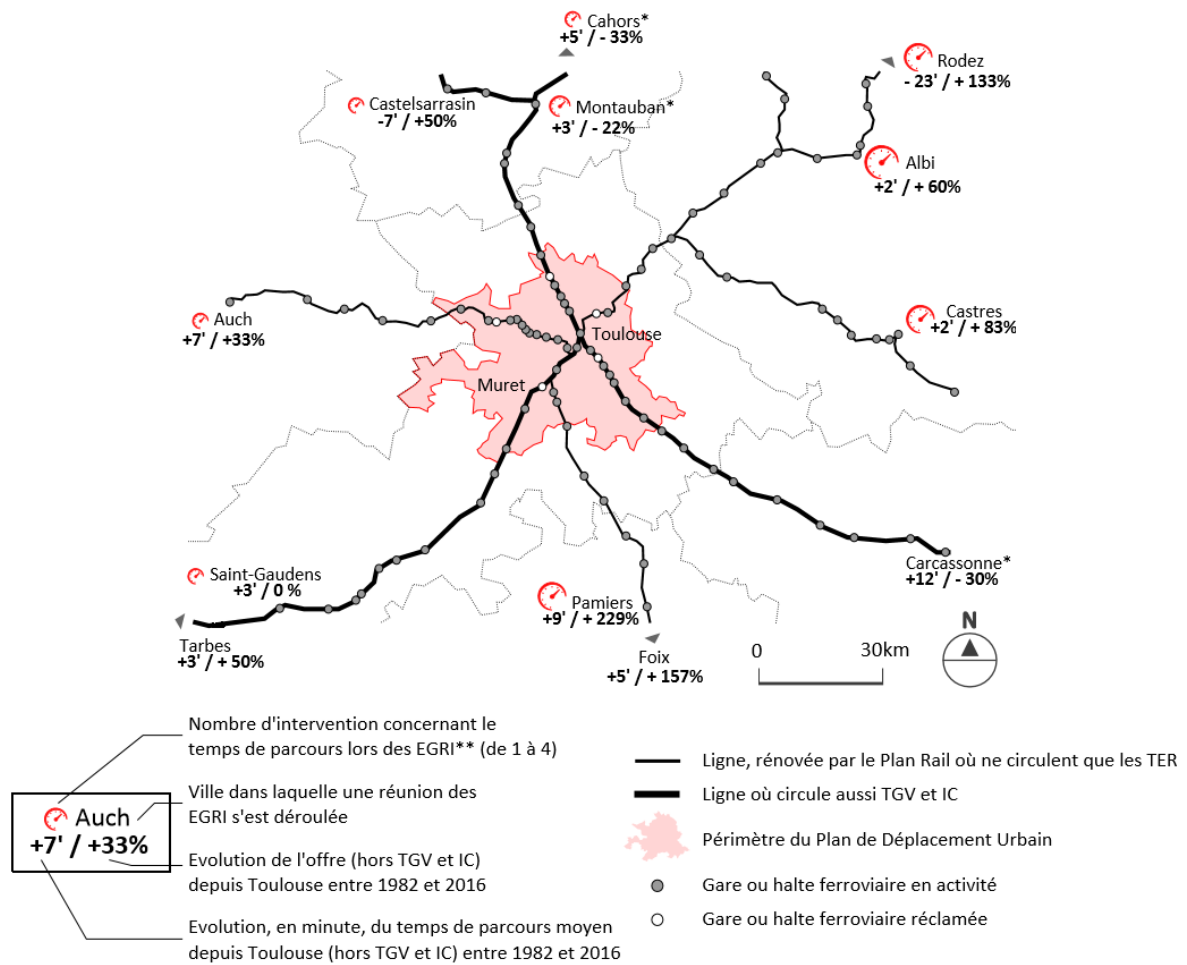 Cahors*
+5' / - 33%
Rodez
- 23' / + 133%
Castelsarrasin
-7' / +50%
Montauban*
+3' / - 22%
Albi
+2' / + 60%
Auch
+7' / +33%
Castres
+2' / + 83%
Toulouse
Muret
Carcassonne*
+12' / - 30%
Saint-Gaudens
+3' / 0 %
Pamiers
+9' / + 229%
Tarbes
+3' / + 50%
Foix
+5' / + 157%
0 30km
N
Nombre d'intervention concernant le
temps de parcours lors des EGRI** (de 1 à 4)
Ville dans laquelle une réunion des
EGRI s'est déroulée
Auch
+7' / +33%
Evolution de l'offre (hors TGV et IC)
depuis Toulouse entre 1982 et 2016
Evolution, en minute, du temps de parcours moyen
depuis Toulouse (hors TGV et IC) entre 1982 et 2016
Ligne, rénovée par le Plan Rail où ne circulent que les TER
Ligne où circule aussi TGV et IC
Périmètre du Plan de Déplacement Urbain
Gare ou halte ferroviaire en activité
Gare ou halte ferroviaire réclamée